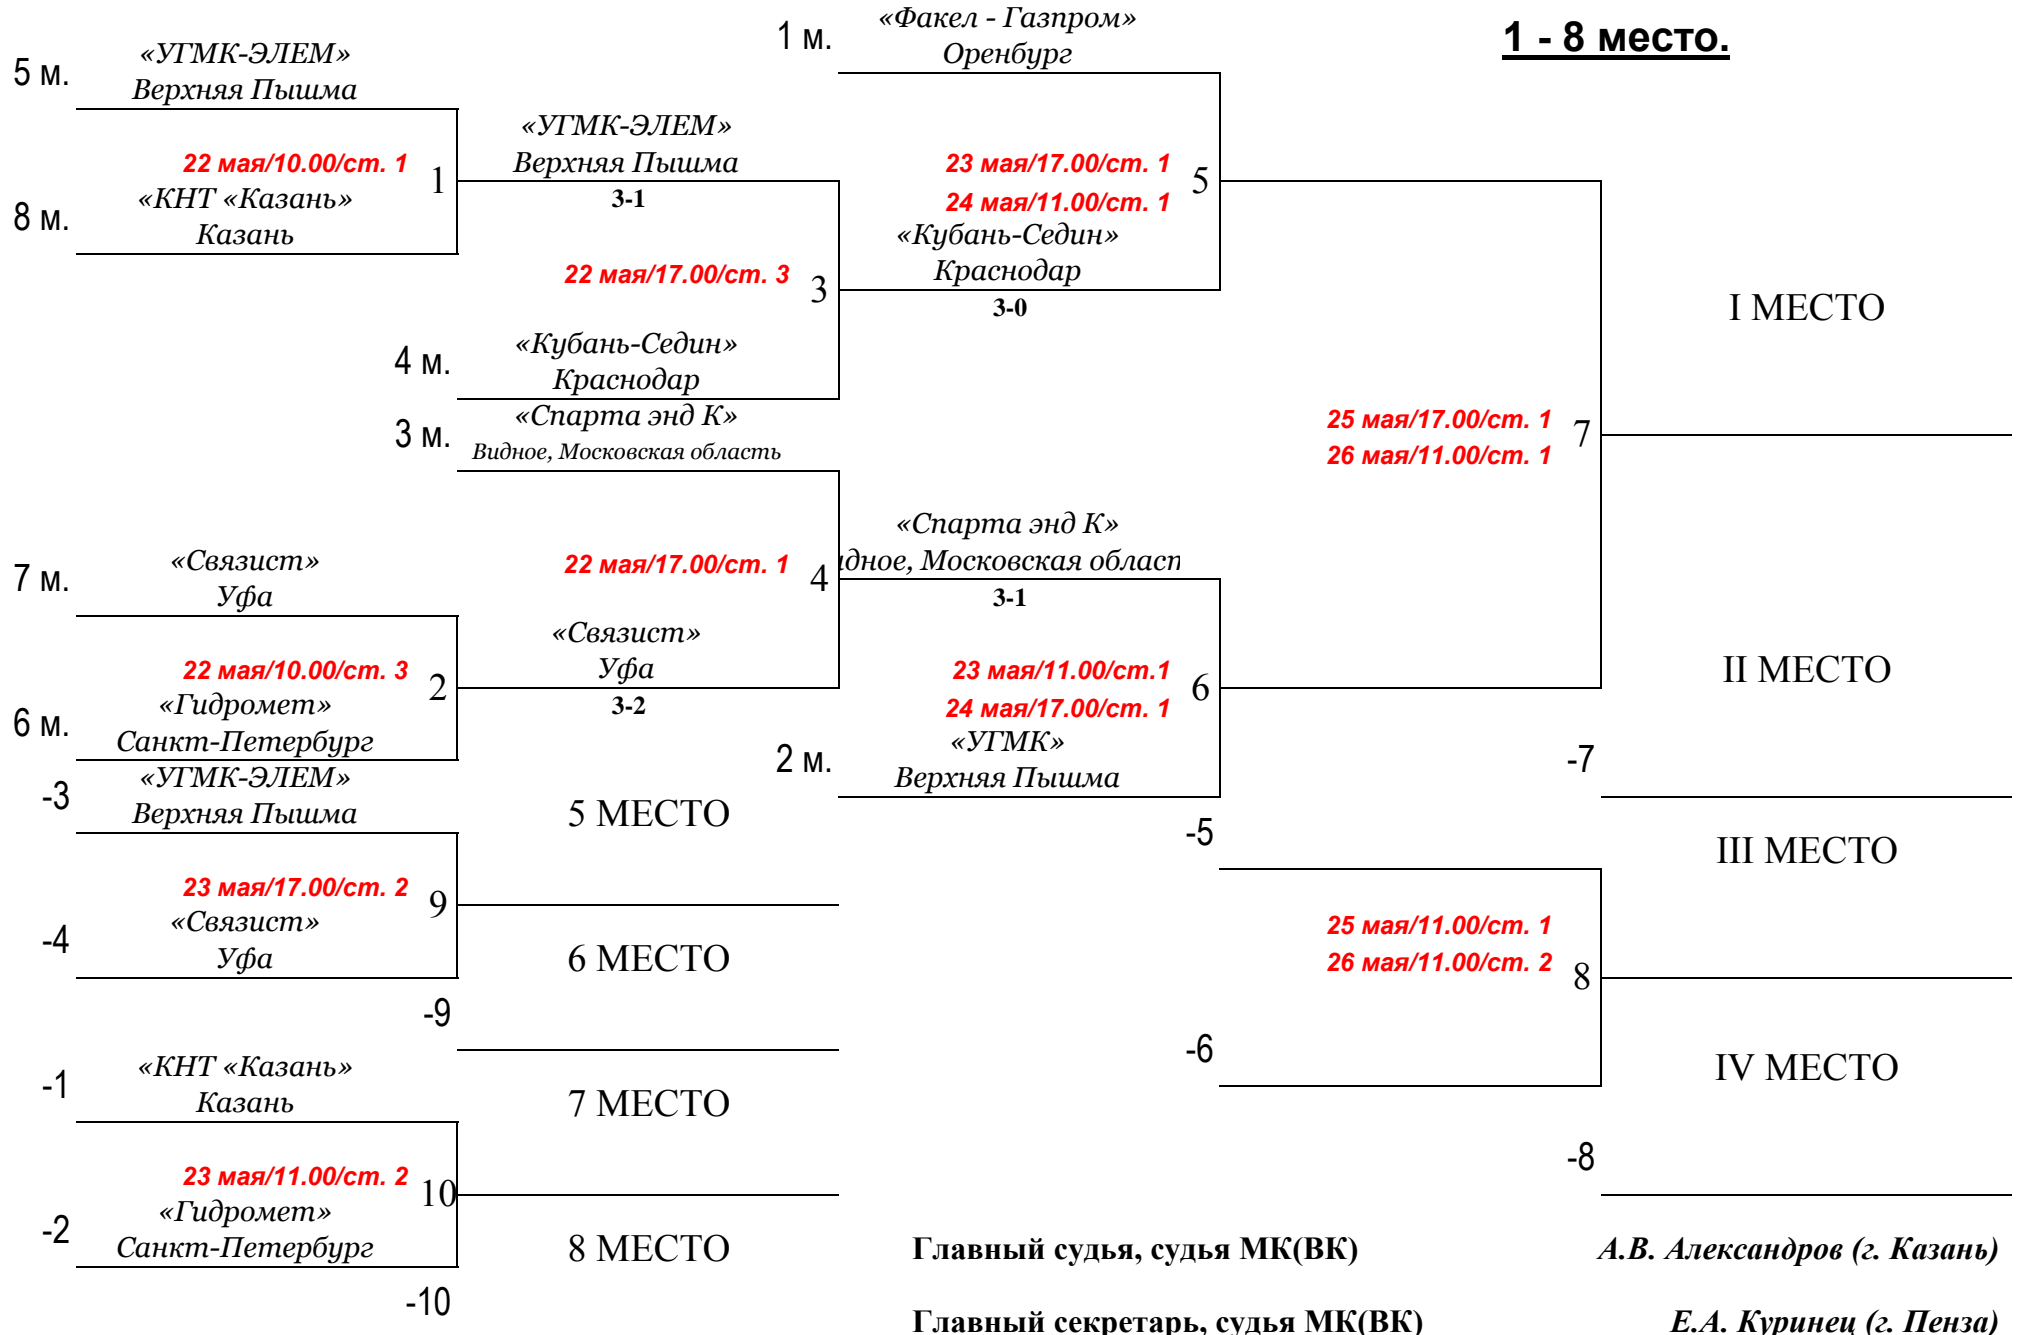 1 - 8 место.
1 м.
«Факел - Газпром»
Оренбург
5 м.
«УГМК-ЭЛЕМ»
Верхняя Пышма
22 мая/10.00/ст. 1
1
8 м.
«КНТ «Казань»
Казань
«УГМК-ЭЛЕМ»
Верхняя Пышма
3-1
22 мая/17.00/ст. 3
3
4 м.
«Кубань-Седин»
Краснодар
23 мая/17.00/ст. 1
24 мая/11.00/ст. 1
5
«Кубань-Седин»
Краснодар
3-0
I МЕСТО
3 м.
«Спарта энд К»
Видное, Московская область
25 мая/17.00/ст. 1
26 мая/11.00/ст. 1
7
7 м.
«Связист»
Уфа
22 мая/10.00/ст. 3
2
6 м.
«Гидромет»
Санкт-Петербург
22 мая/17.00/ст. 1
4
«Связист»
Уфа
3-2
«Спарта энд К»
дное, Московская област
3-1
23 мая/11.00/ст.1
24 мая/17.00/ст. 1
6
2 м.
«УГМК»
Верхняя Пышма
II МЕСТО
-7
-3
«УГМК-ЭЛЕМ»
Верхняя Пышма
23 мая/17.00/ст. 2
9
-4
«Связист»
Уфа
5 МЕСТО
6 МЕСТО
-9
-5
25 мая/11.00/ст. 1
26 мая/11.00/ст. 2
8
-6
III МЕСТО
IV МЕСТО
-8
-1
«КНТ «Казань»
Казань
23 мая/11.00/ст. 2
10
-2
«Гидромет»
Санкт-Петербург
7 МЕСТО
8 МЕСТО
-10
Главный судья, судья МК(ВК) А.В. Александров (г. Казань)
Главный секретарь, судья МК(ВК) Е.А. Куринец (г. Пенза)